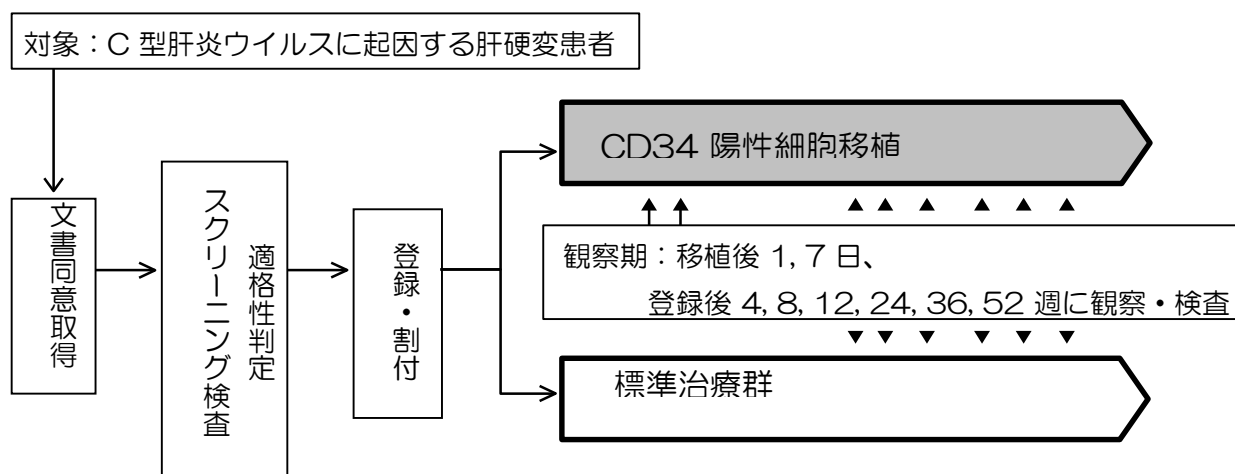 対象：C 型肝炎ウイルスに起因する肝硬変患者
文書同意取得
適格性判定
スクリーニング検査
登録・割付
CD34 陽性細胞移植
観察期：移植後 1, 7 日、
登録後 4, 8, 12, 24, 36, 52 週に観察・検査
標準治療群